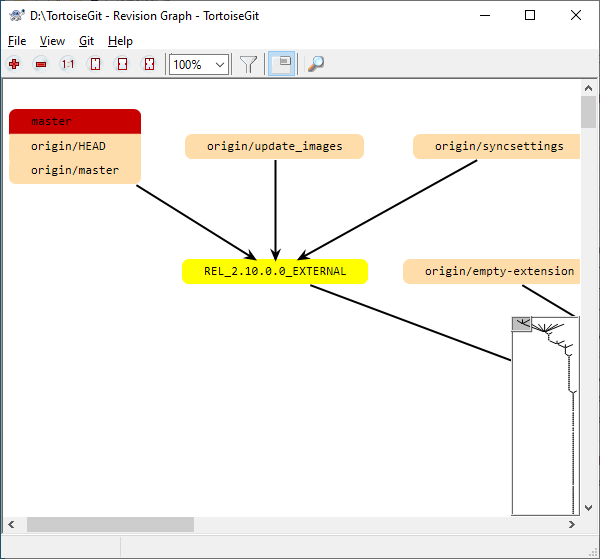 D:\TortoiseGit - Revision Graph - TortoiseGit
File View Git Help
1:1 100%
master
origin/HEAD
origin/master
origin/update_images
origin/syncsettings
REL_2.10.0.0_EXTERNAL
origin/empty-extension